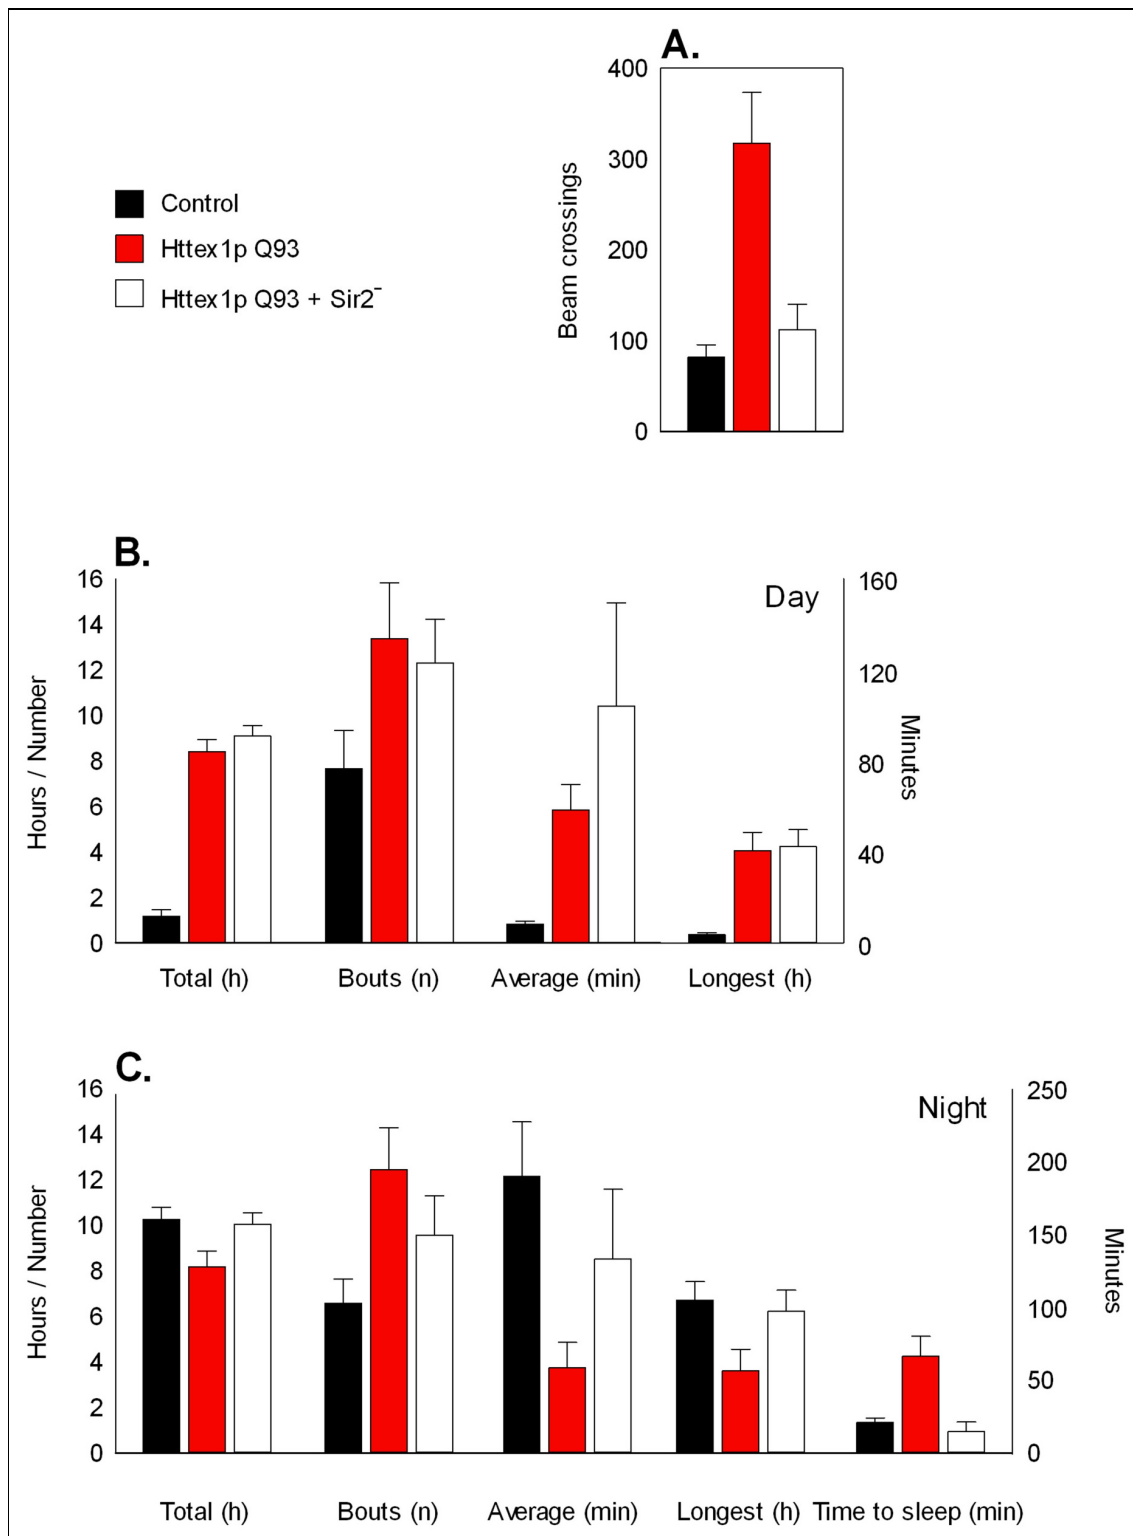 A.
400
300
200
100
0
Beam crossings
Control
Httex1p Q93
Httex1p Q93 + Sir2⁻
B.
Day
16
14
12
10
8
6
4
2
0
Hours / Number
160
120
80
40
0
Minutes
Total (h) Bouts (n) Average (min) Longest (h)
C.
Night
16
14
12
10
8
6
4
2
0
Hours / Number
250
200
150
100
50
0
Minutes
Total (h) Bouts (n) Average (min) Longest (h) Time to sleep (min)